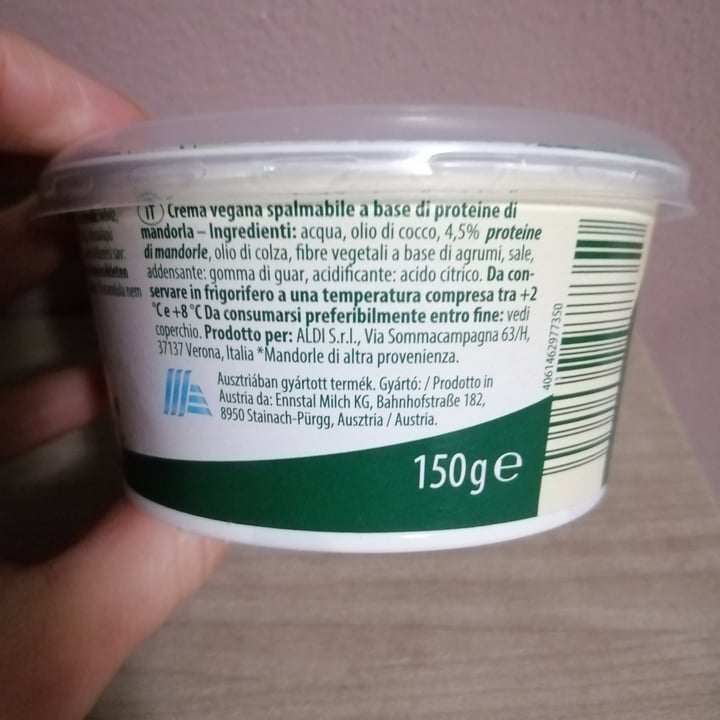 IT Crema vegana spalmabile a base di proteine di
mandorla – Ingredienti: acqua, olio di cocco, 4,5% proteine
di mandorle, olio di colza, fibre vegetali a base di agrumi, sale,
addensante: gomma di guar, acidificante: acido citrico. Da con-
servare in frigorifero a una temperatura compresa tra +2
°C e +8 °C Da consumarsi preferibilmente entro fine: vedi
coperchio. Prodotto per: ALDI S.r.l., Via Sommacampagna 63/H,
37137 Verona, Italia *Mandorle di altra provenienza.
Ausztriában gyártott termék. Gyártó: / Prodotto in
Austria da: Ennstal Milch KG, Bahnhofstraße 182,
8950 Stainach-Pürgg, Ausztria / Austria.
150g e
4061462977350